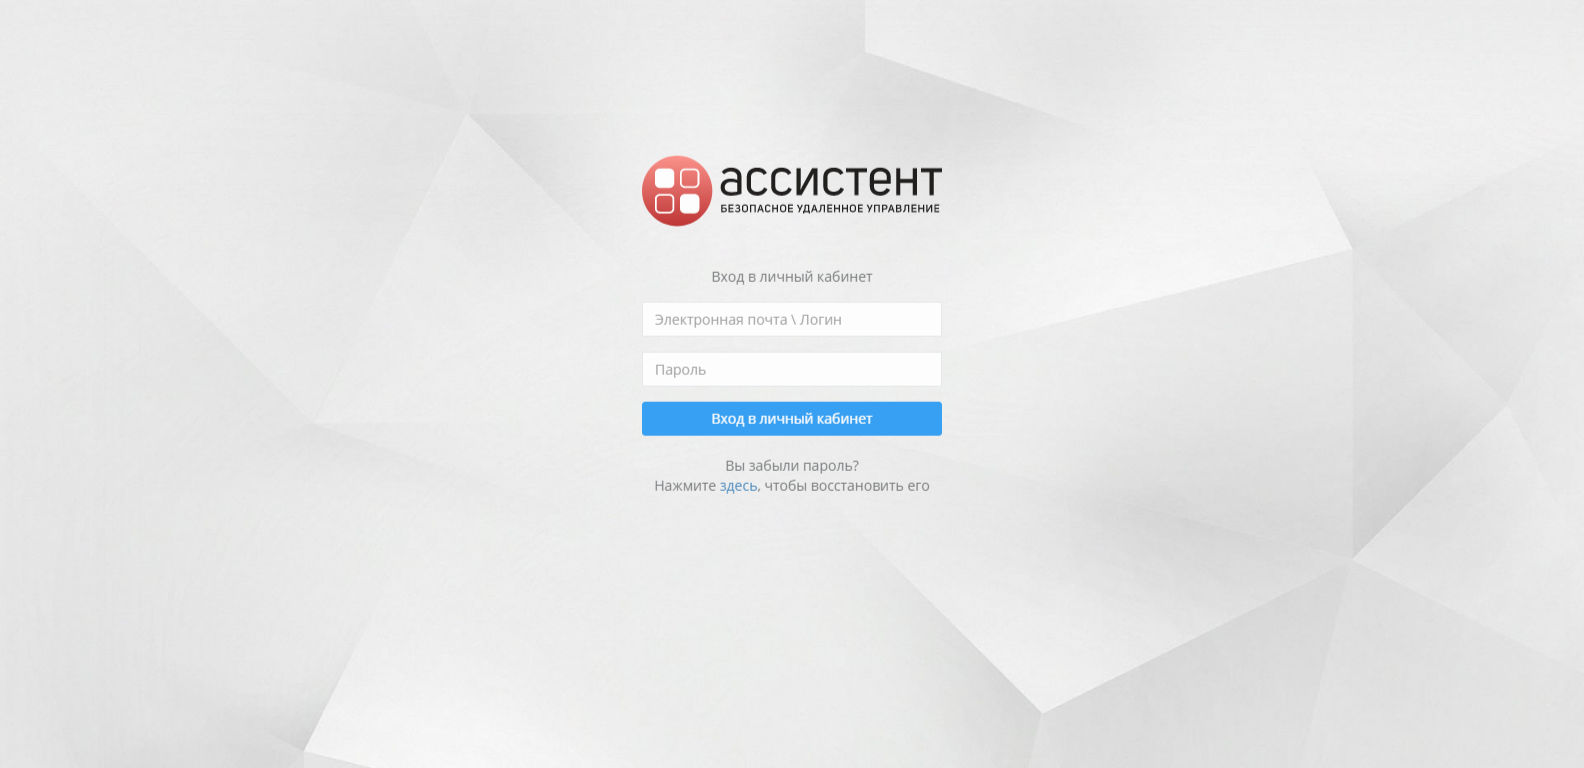 ассистент
БЕЗОПАСНОЕ УДАЛЕННОЕ УПРАВЛЕНИЕ
Вход в личный кабинет
Электронная почта \ Логин
Пароль
Вход в личный кабинет
Вы забыли пароль?
Нажмите здесь, чтобы восстановить его